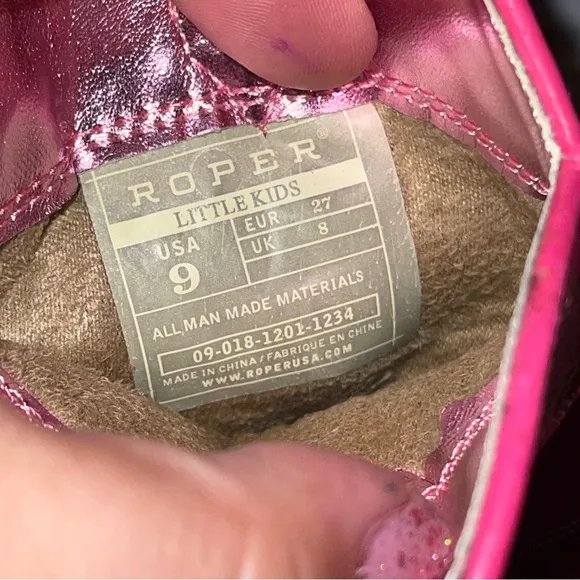 ROPER®
LITTLE KIDS
USA 9
EUR 27
UK 8
ALL MAN MADE MATERIALS
09-018-1201-1234
MADE IN CHINA / FABRIQUE EN CHINE
WWW.ROPERUSA.COM